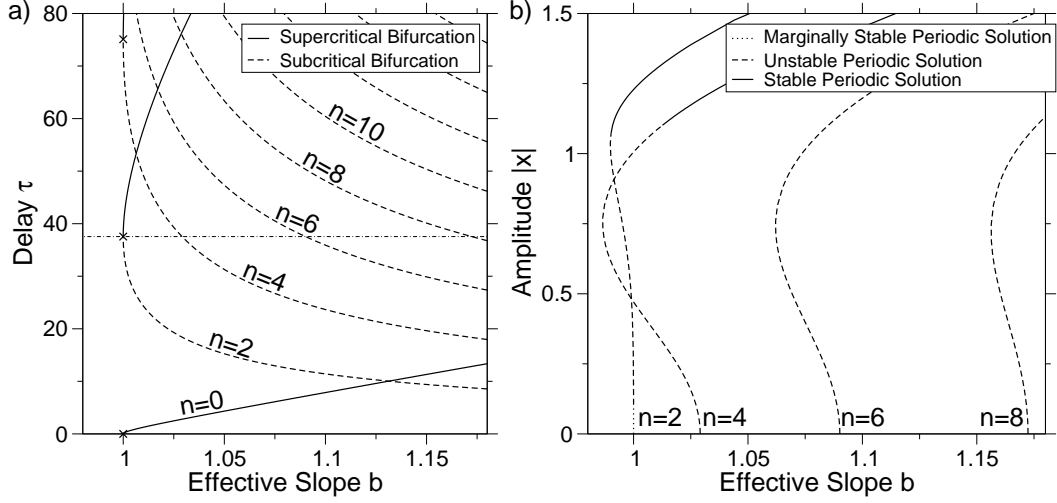 a)
Supercritical Bifurcation
Subcritical Bifurcation
80
60
40
20
0
Delay τ
n=10
n=8
n=6
n=4
n=2
n=0
1
1.05
1.1
1.15
Effective Slope b
b)
Marginally Stable Periodic Solution
Unstable Periodic Solution
Stable Periodic Solution
1.5
1
0.5
0
Amplitude |x|
n=2
n=4
n=6
n=8
1
1.05
1.1
1.15
Effective Slope b